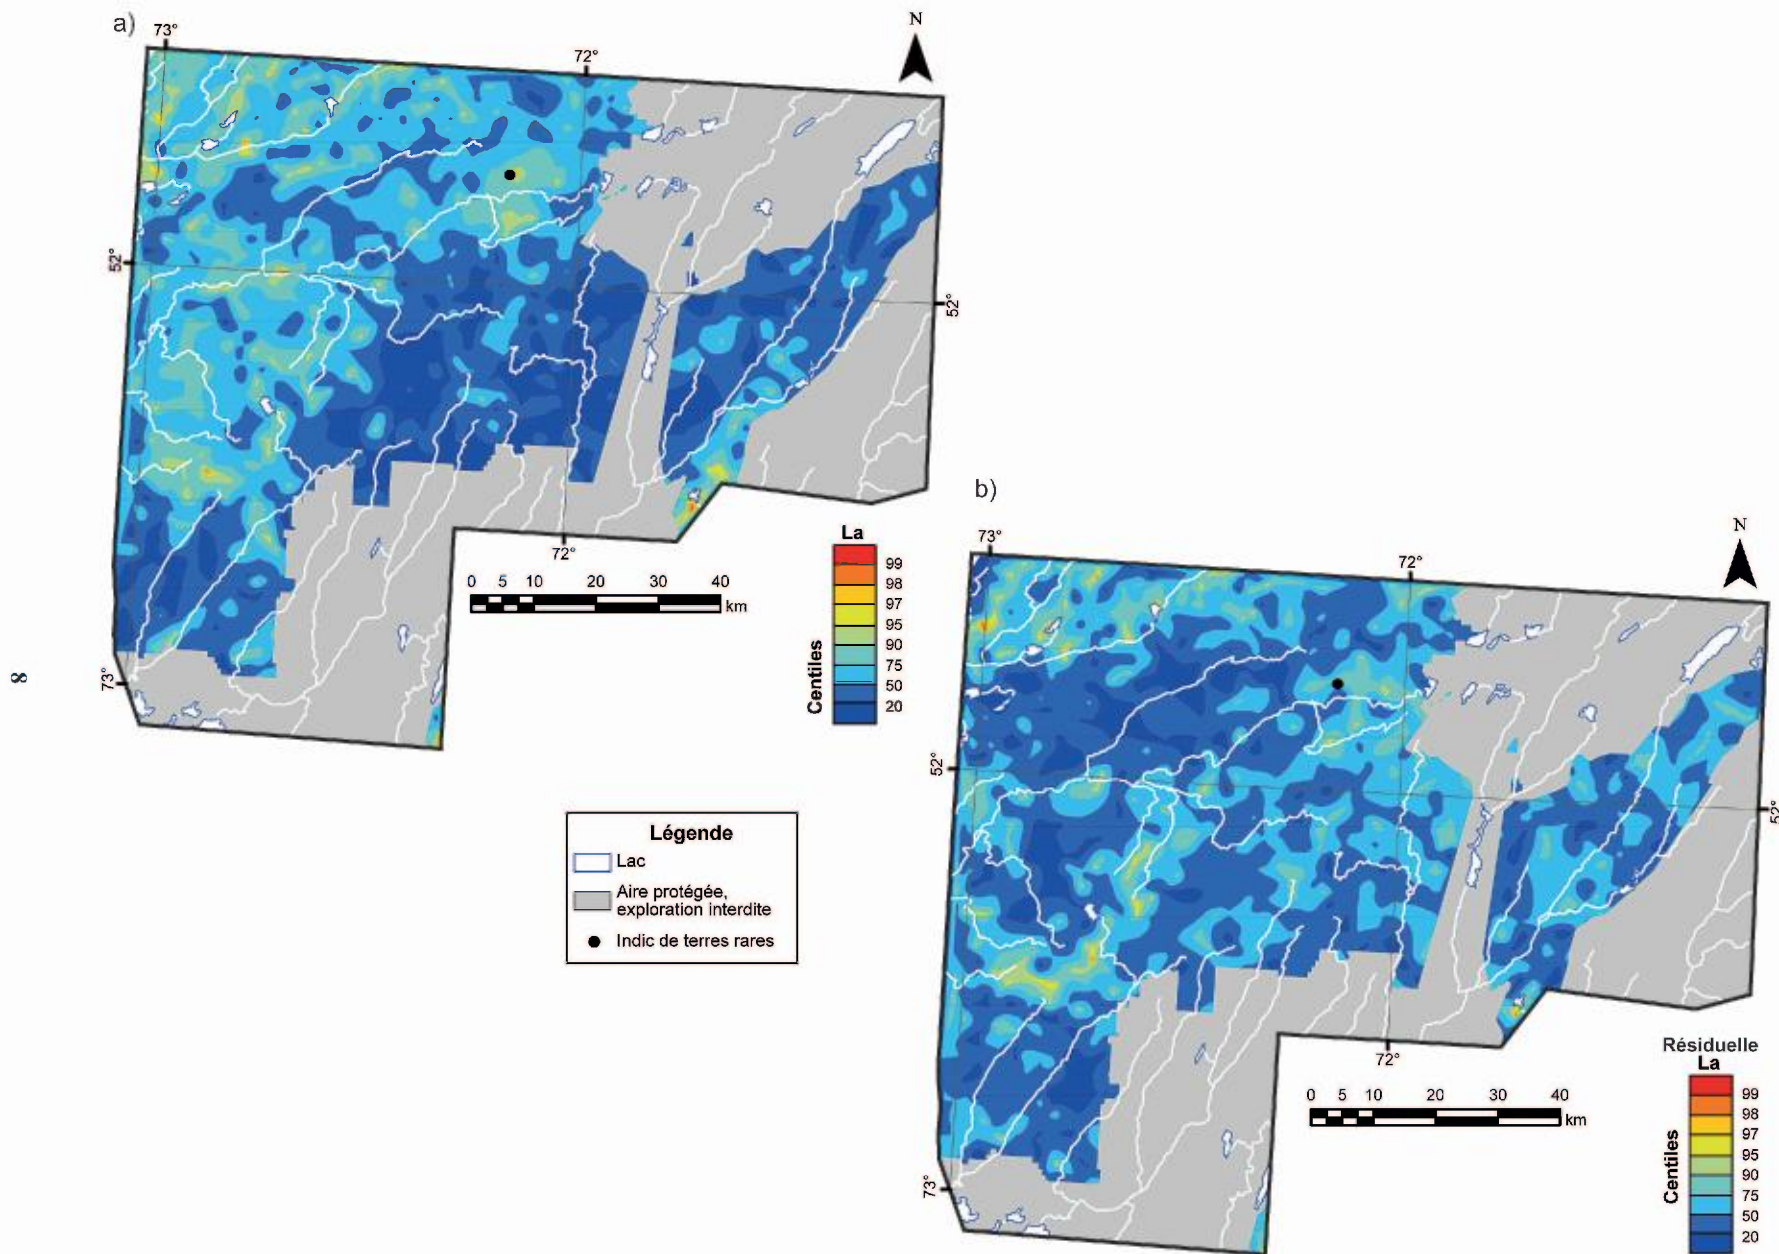 a)
73°
72°
N
52°
52°
72°
73°
0 5 10 20 30 40
km
La
99
98
97
95
90
75
50
20
Centiles
Légende
Lac
Aire protégée,
exploration interdite
Indic de terres rares
8
b)
73°
72°
N
52°
52°
72°
73°
0 5 10 20 30 40
km
Résiduelle
La
99
98
97
95
90
75
50
20
Centiles